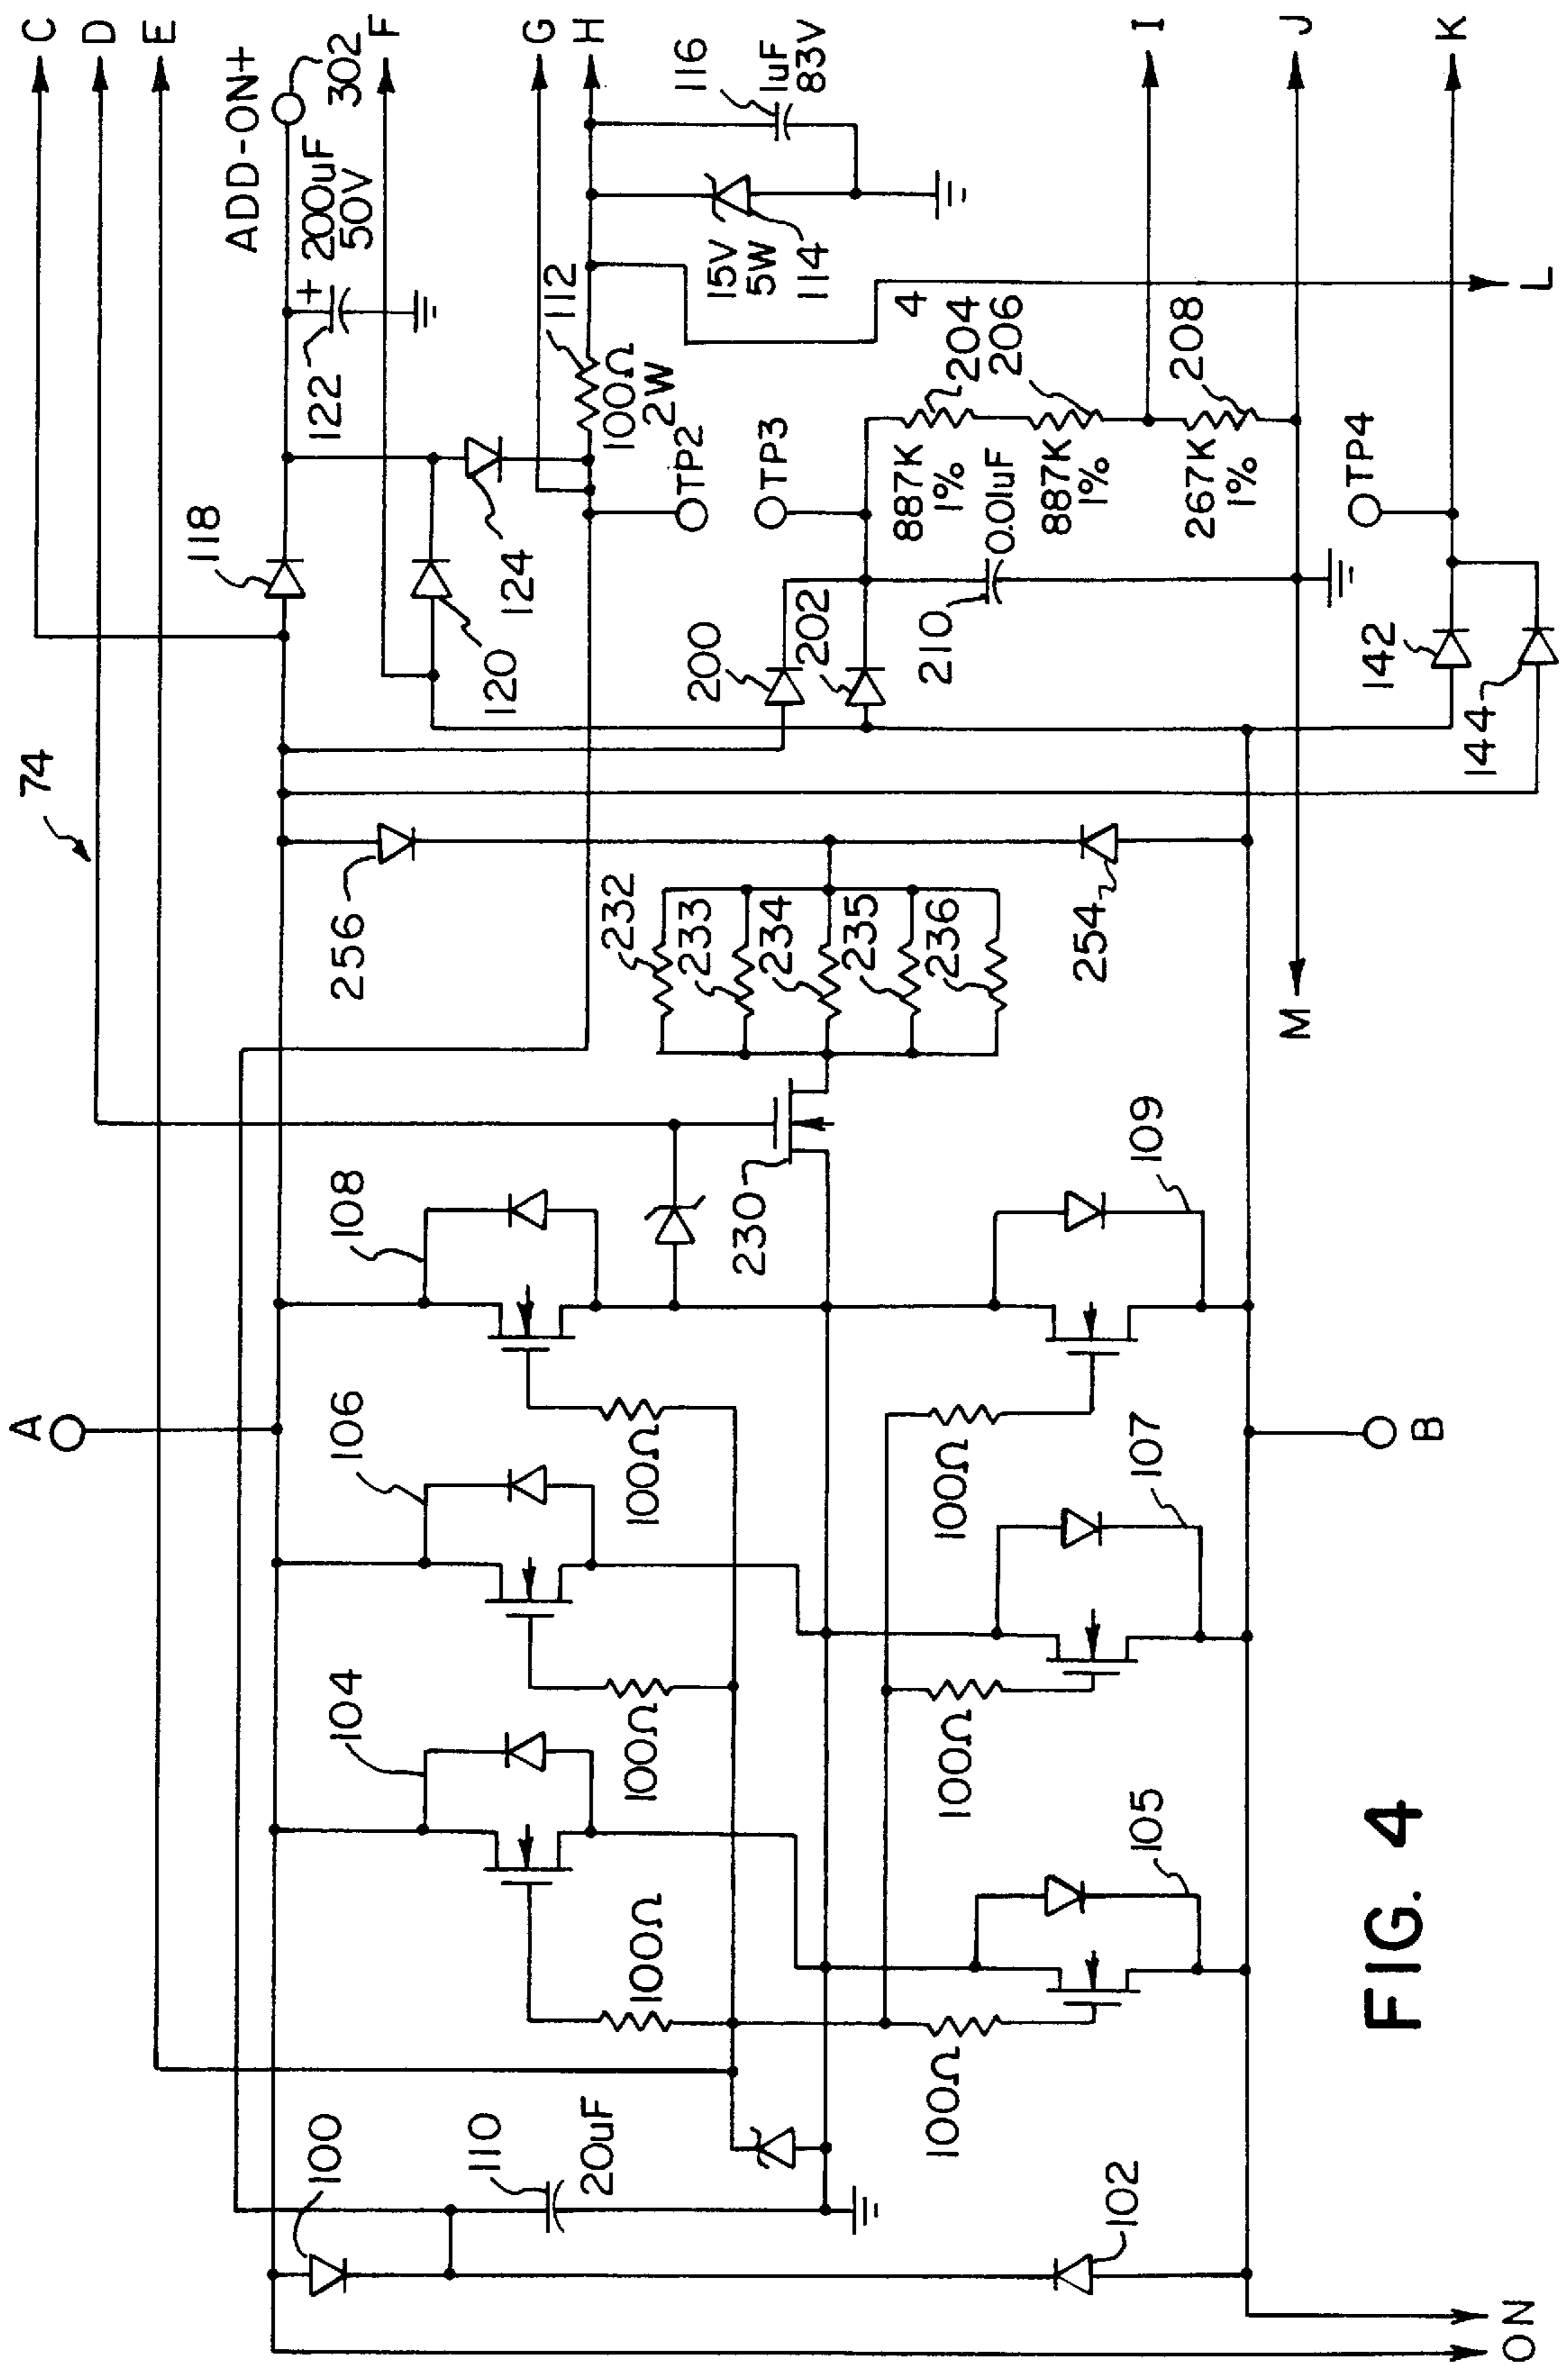 C
D
E
ADD-ON+
302
F
G
H
116
1uF
83V
I
J
K
L
M
74
118
122
+
200uF
50V
112
100Ω
2W
15V
5W
114
124
120
TP2
TP3
TP4
4
204
206
208
887K
1%
887K
1%
267K
1%
0.01uF
210
200
202
142
144
256
254
232
233
234
235
236
230
108
109
A
106
107
104
105
B
100Ω
100Ω
100Ω
100Ω
100Ω
100Ω
100
110
20uF
102
O
N
FIG. 4